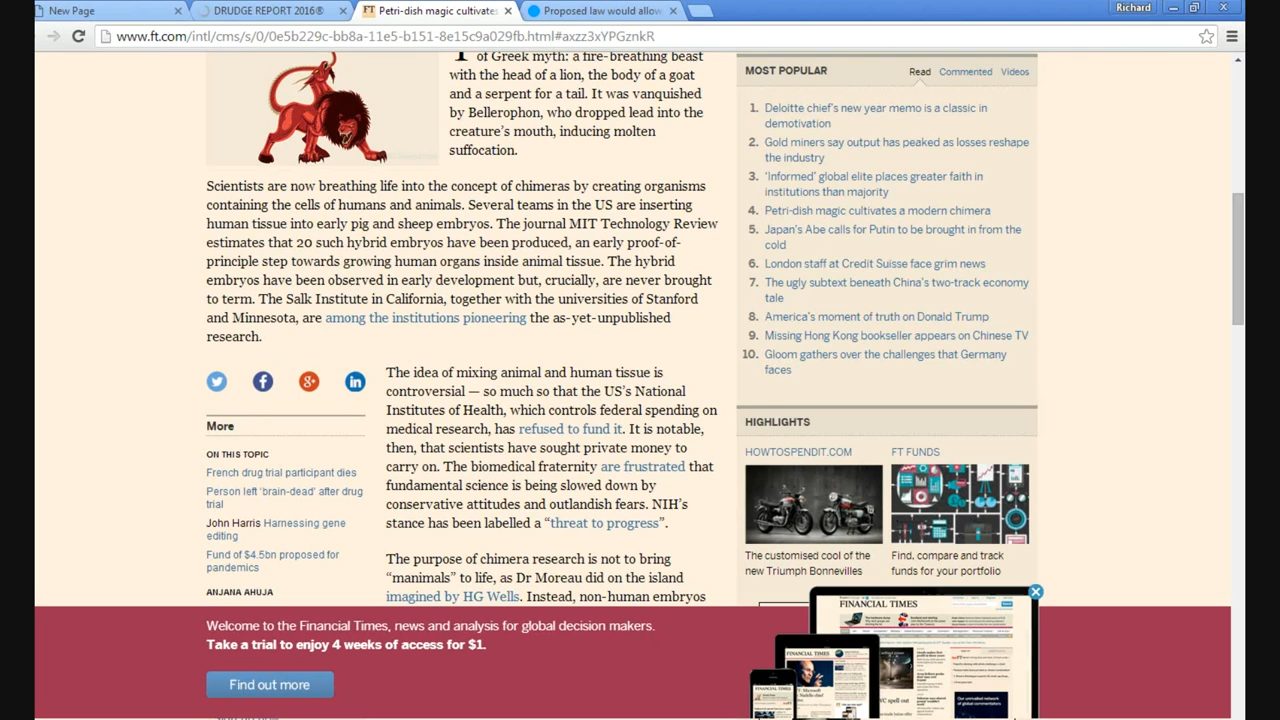 New Page
DRUDGE REPORT 2016®
Petri-dish magic cultivates
Proposed law would allow
Richard
www.ft.com/intl/cms/s/0/0e5b229c-bb8a-11e5-b151-8e15c9a029fb.html#axzz3xYPGznkR
of Greek myth: a fire-breathing beast
with the head of a lion, the body of a goat
and a serpent for a tail. It was vanquished
by Bellerophon, who dropped lead into the
creature's mouth, inducing molten
suffocation.
Scientists are now breathing life into the concept of chimeras by creating organisms
containing the cells of humans and animals. Several teams in the US are inserting
human tissue into early pig and sheep embryos. The journal MIT Technology Review
estimates that 20 such hybrid embryos have been produced, an early proof-of-
principle step towards growing human organs inside animal tissue. The hybrid
embryos have been observed in early development but, crucially, are never brought
to term. The Salk Institute in California, together with the universities of Stanford
and Minnesota, are among the institutions pioneering the as-yet-unpublished
research.
The idea of mixing animal and human tissue is
controversial — so much so that the US's National
Institutes of Health, which controls federal spending on
medical research, has refused to fund it. It is notable,
then, that scientists have sought private money to
carry on. The biomedical fraternity are frustrated that
fundamental science is being slowed down by
conservative attitudes and outlandish fears. NIH's
stance has been labelled a "threat to progress".
The purpose of chimera research is not to bring
"manimals" to life, as Dr Moreau did on the island
imagined by HG Wells. Instead, non-human embryos
More
ON THIS TOPIC
French drug trial participant dies
Person left 'brain-dead' after drug
trial
John Harris Harnessing gene
editing
Fund of $4.5bn proposed for
pandemics
ANJANA AHUJA
MOST POPULAR
Read Commented Videos
1. Deloitte chief's new year memo is a classic in
demotivation
2. Gold miners say output has peaked as losses reshape
the industry
3. 'Informed' global elite places greater faith in
institutions than majority
4. Petri-dish magic cultivates a modern chimera
5. Japan's Abe calls for Putin to be brought in from the
cold
6. London staff at Credit Suisse face grim news
7. The ugly subtext beneath China's two-track economy
tale
8. America's moment of truth on Donald Trump
9. Missing Hong Kong bookseller appears on Chinese TV
10. Gloom gathers over the challenges that Germany
faces
HIGHLIGHTS
HOWTOSPENDIT.COM
FT FUNDS
The customised cool of the
new Triumph Bonnevilles
Find, compare and track
funds for your portfolio
Welcome to the Financial Times, news and analysis for global decision makers.
Take a trial to enjoy 4 weeks of access for $1.
Find out more
FINANCIAL TIMES
FINANCIAL TIMES
FINANCIAL TIMES